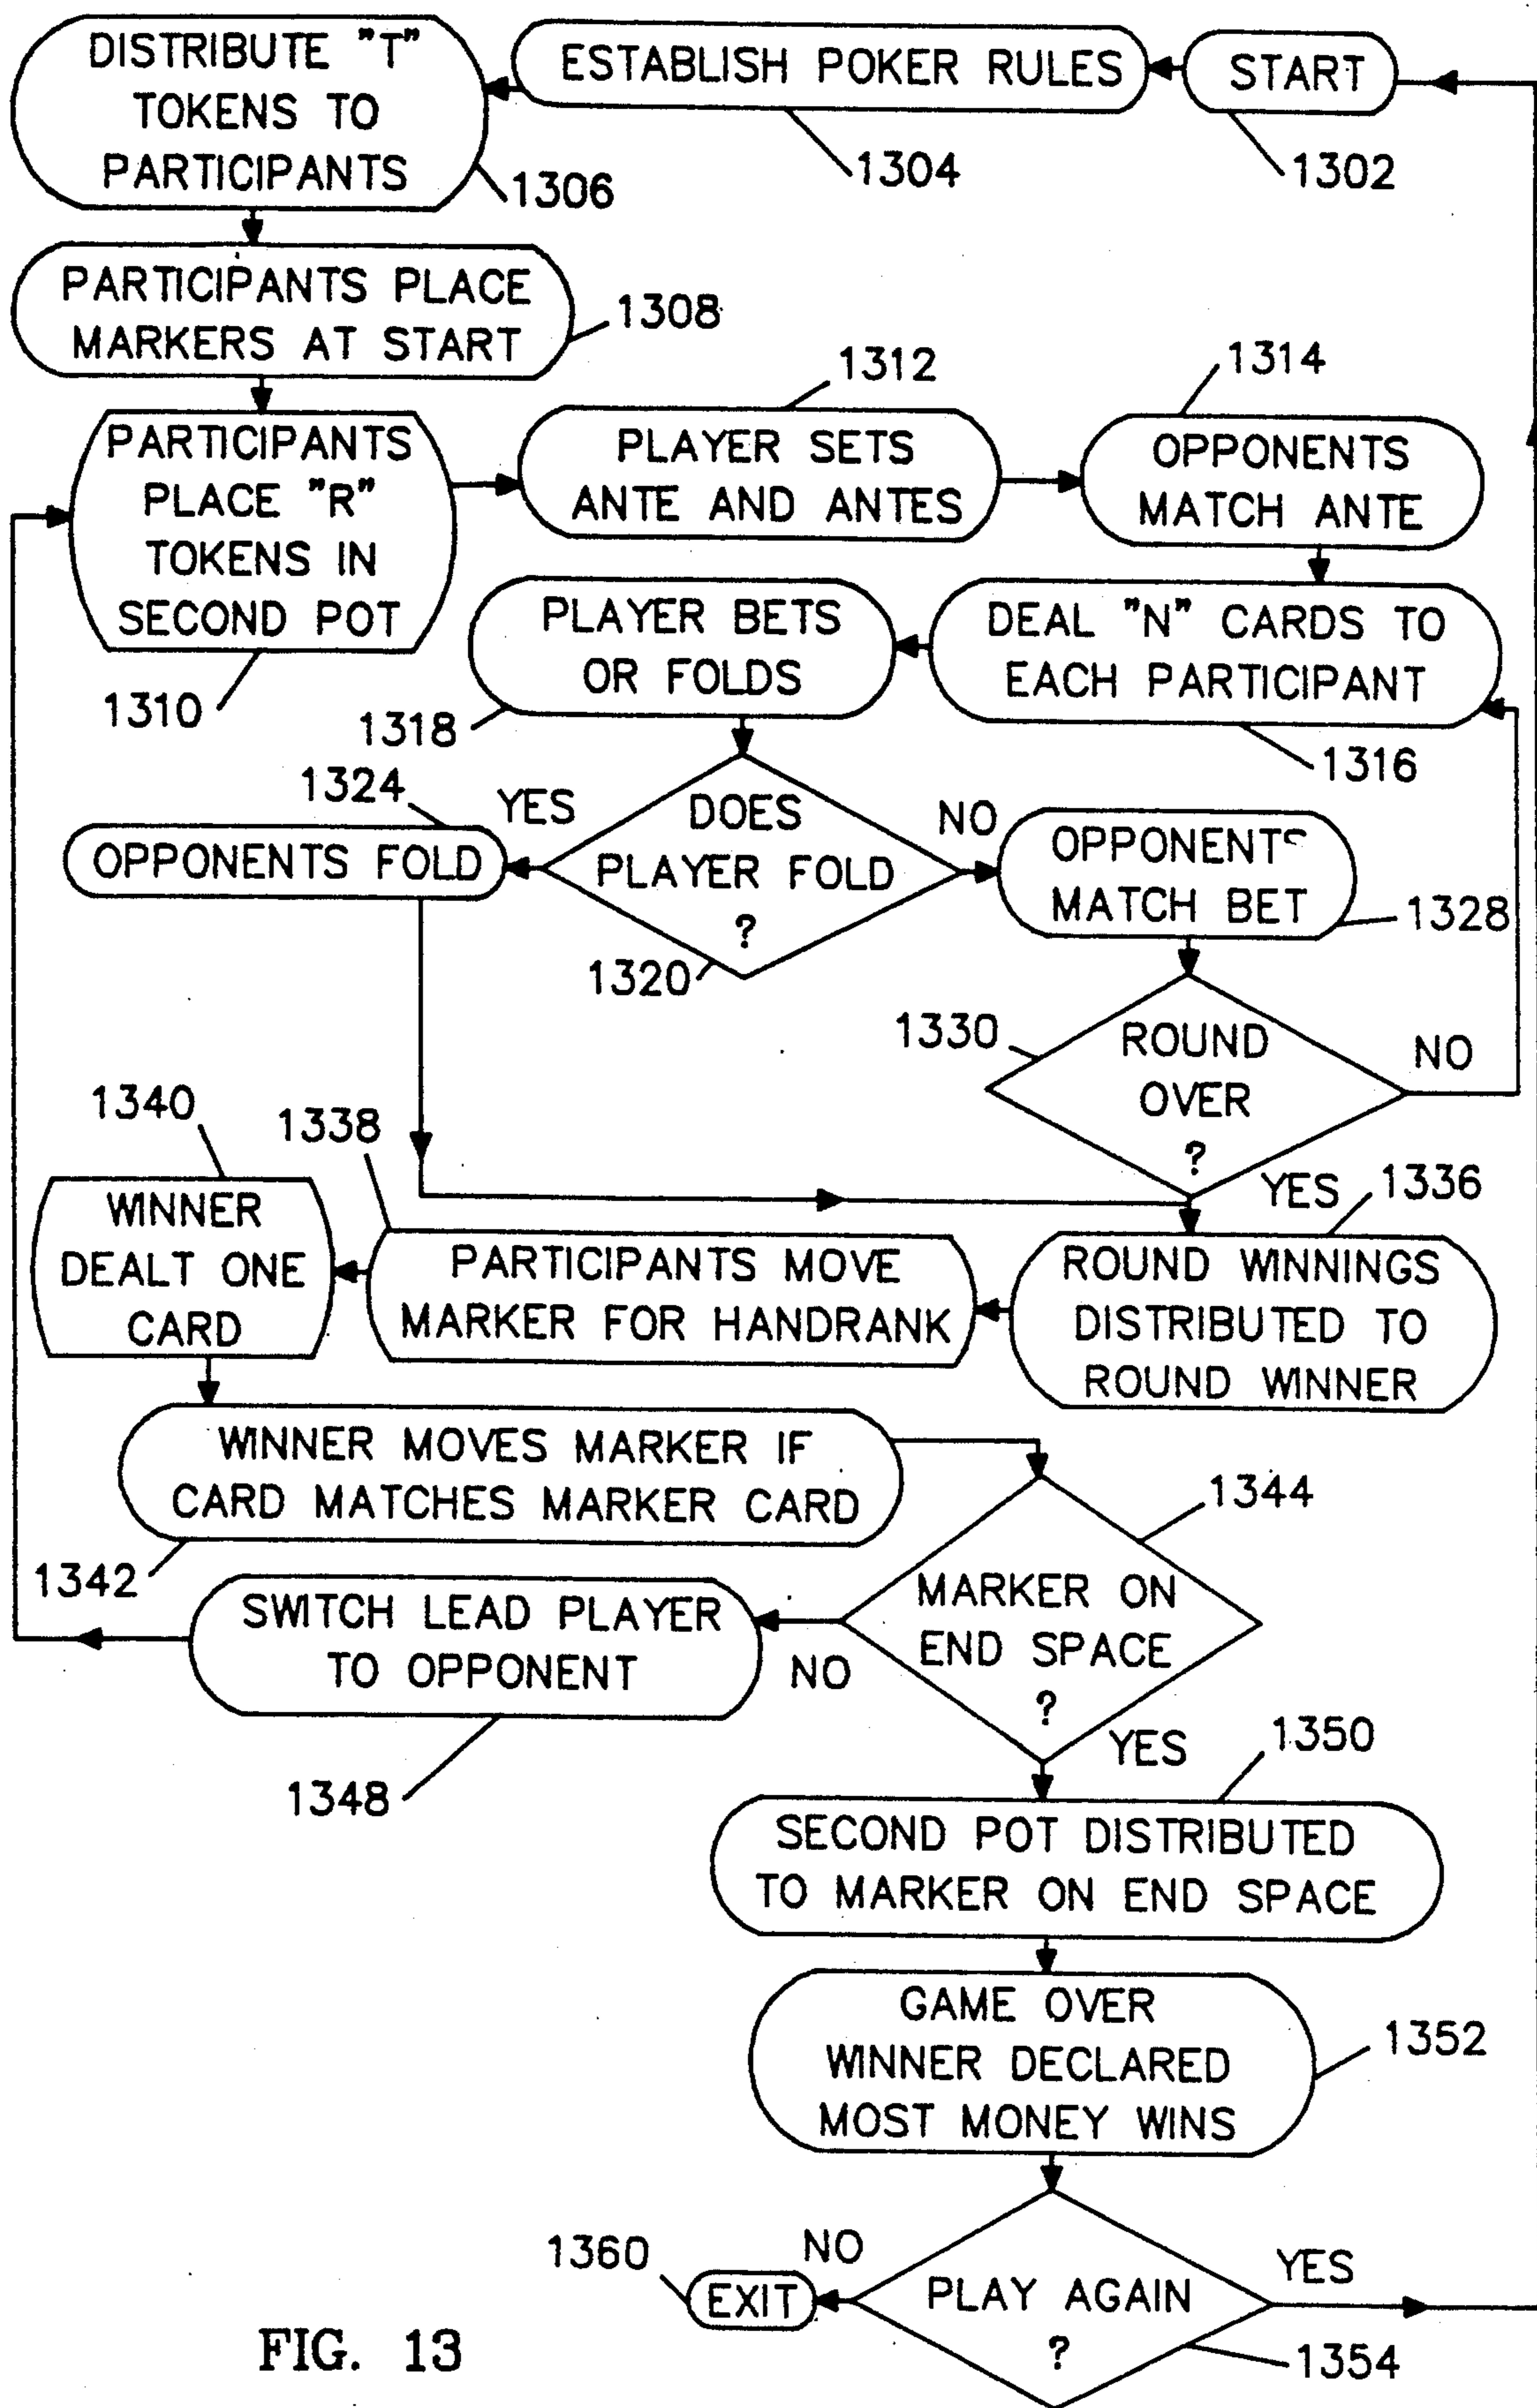 START
1302
ESTABLISH POKER RULES
1304
DISTRIBUTE "T"
TOKENS TO
PARTICIPANTS
1306
PARTICIPANTS PLACE
MARKERS AT START
1308
PARTICIPANTS
PLACE "R"
TOKENS IN
SECOND POT
1310
1312
PLAYER SETS
ANTE AND ANTES
1314
OPPONENTS
MATCH ANTE
DEAL "N" CARDS TO
EACH PARTICIPANT
1316
PLAYER BETS
OR FOLDS
1318
DOES
PLAYER FOLD
?
1320
YES
1324
OPPONENTS FOLD
NO
OPPONENTS
MATCH BET
1328
1330
ROUND
OVER
?
NO
YES
1336
ROUND WINNINGS
DISTRIBUTED TO
ROUND WINNER
1338
PARTICIPANTS MOVE
MARKER FOR HANDRANK
1340
WINNER
DEALT ONE
CARD
WINNER MOVES MARKER IF
CARD MATCHES MARKER CARD
1342
1344
MARKER ON
END SPACE
?
NO
SWITCH LEAD PLAYER
TO OPPONENT
1348
YES
1350
SECOND POT DISTRIBUTED
TO MARKER ON END SPACE
GAME OVER
WINNER DECLARED
MOST MONEY WINS
1352
PLAY AGAIN
?
1354
YES
NO
1360
EXIT
FIG. 13